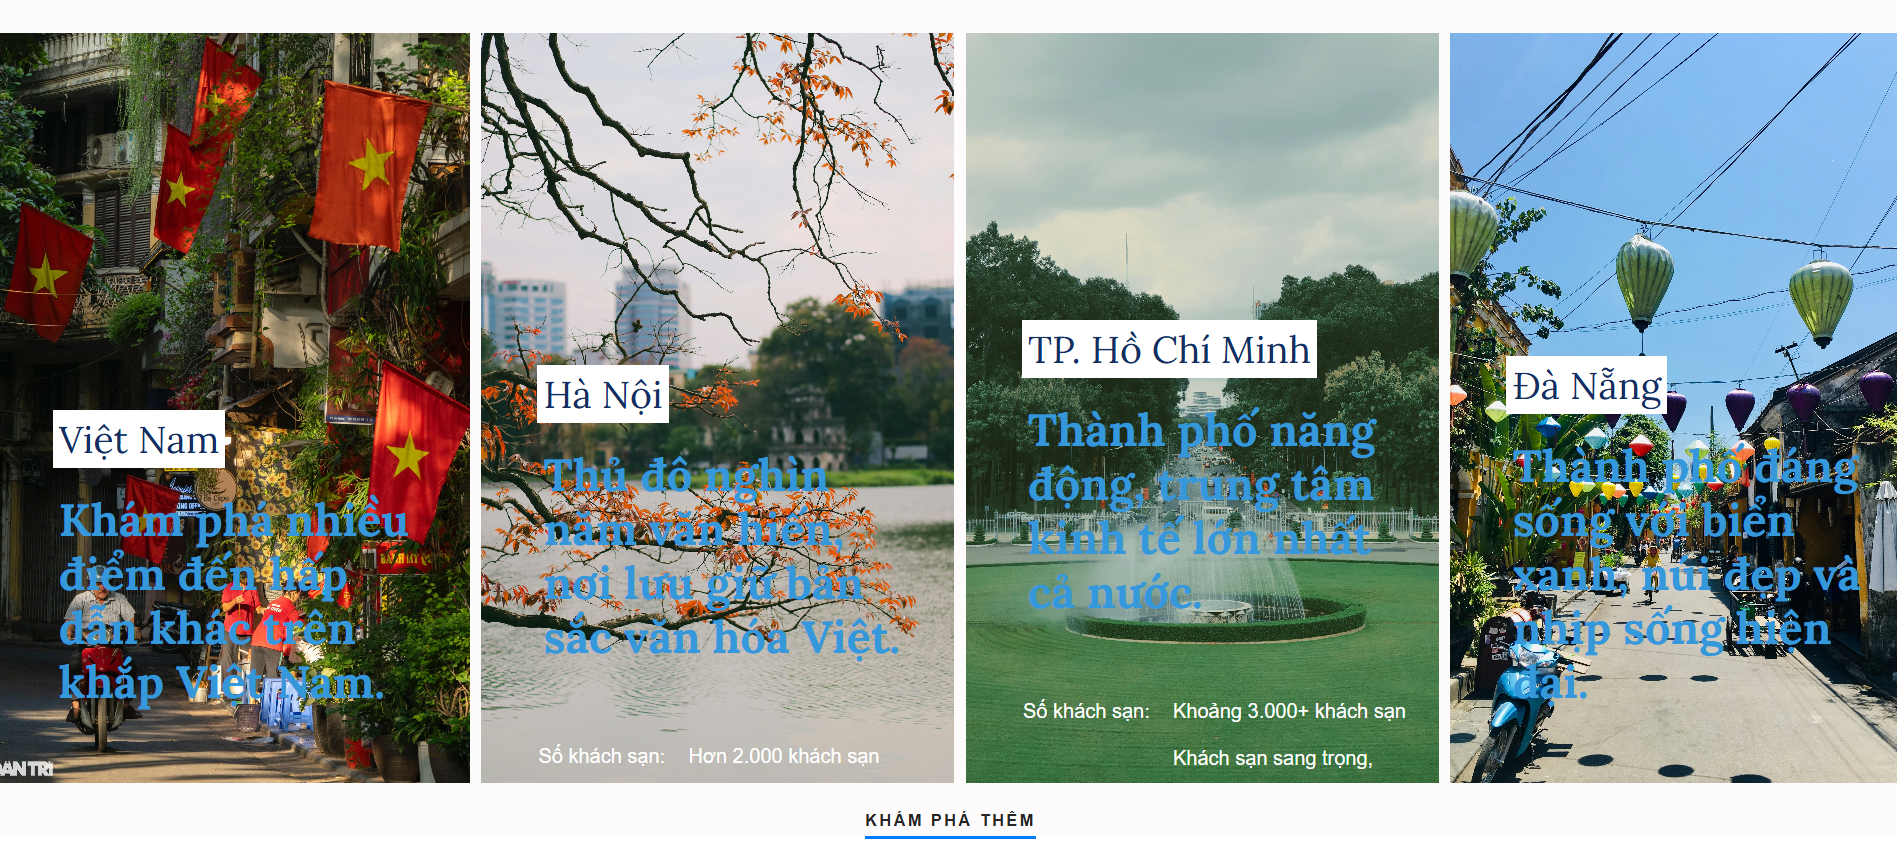 Việt Nam
Khám phá nhiều
điểm đến hấp
dẫn khác trên
khắp Việt Nam.
DÂN TRÍ
Hà Nội
Thủ đô nghìn
năm văn hiến,
nơi lưu giữ bản
sắc văn hóa Việt.
Số khách sạn: Hơn 2.000 khách sạn
TP. Hồ Chí Minh
Thành phố năng
động, trung tâm
kinh tế lớn nhất
cả nước.
Số khách sạn: Khoảng 3.000+ khách sạn
Khách sạn sang trọng,
Đà Nẵng
Thành phố đáng
sống với biển
xanh, núi đẹp và
nhịp sống hiện
đại.
KHÁM PHÁ THÊM